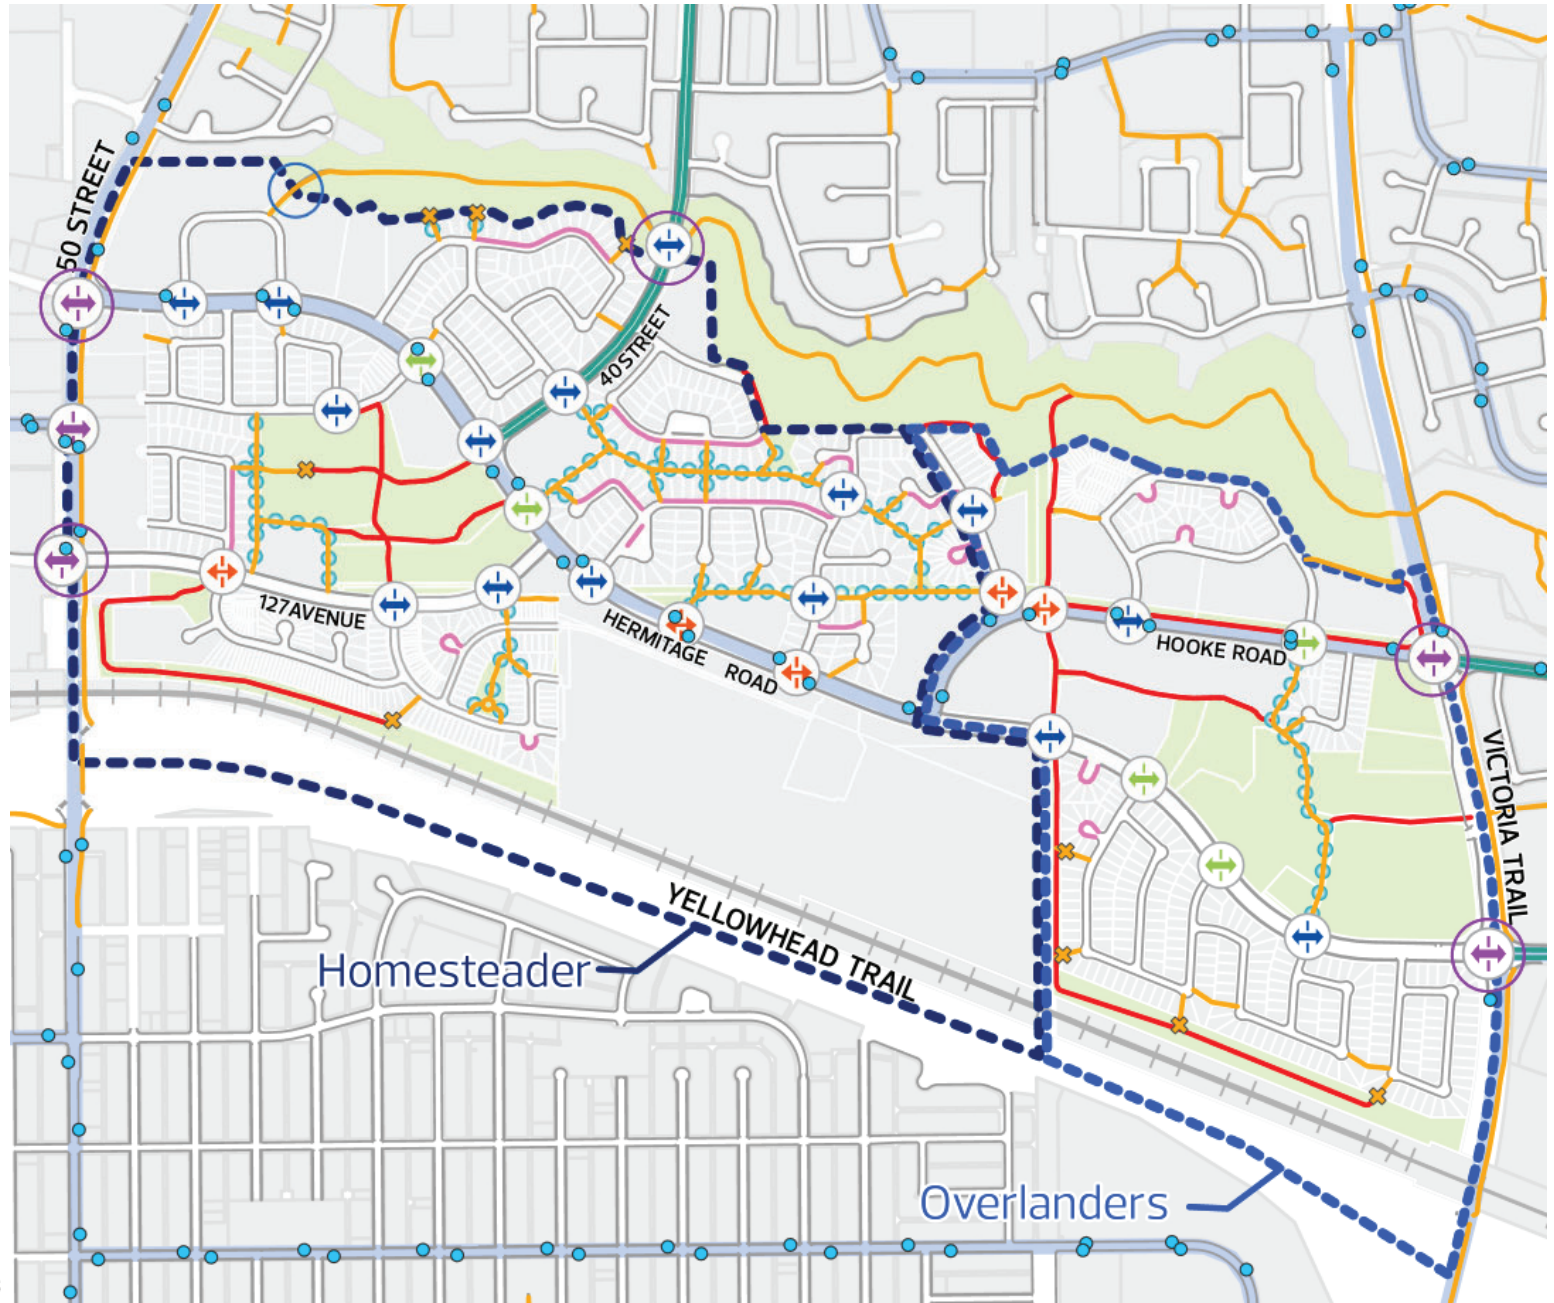 50 STREET
40 STREET
127 AVENUE
HERMITAGE ROAD
HOOKE ROAD
VICTORIA TRAIL
YELLOWHEAD TRAIL
Homesteader
Overlanders